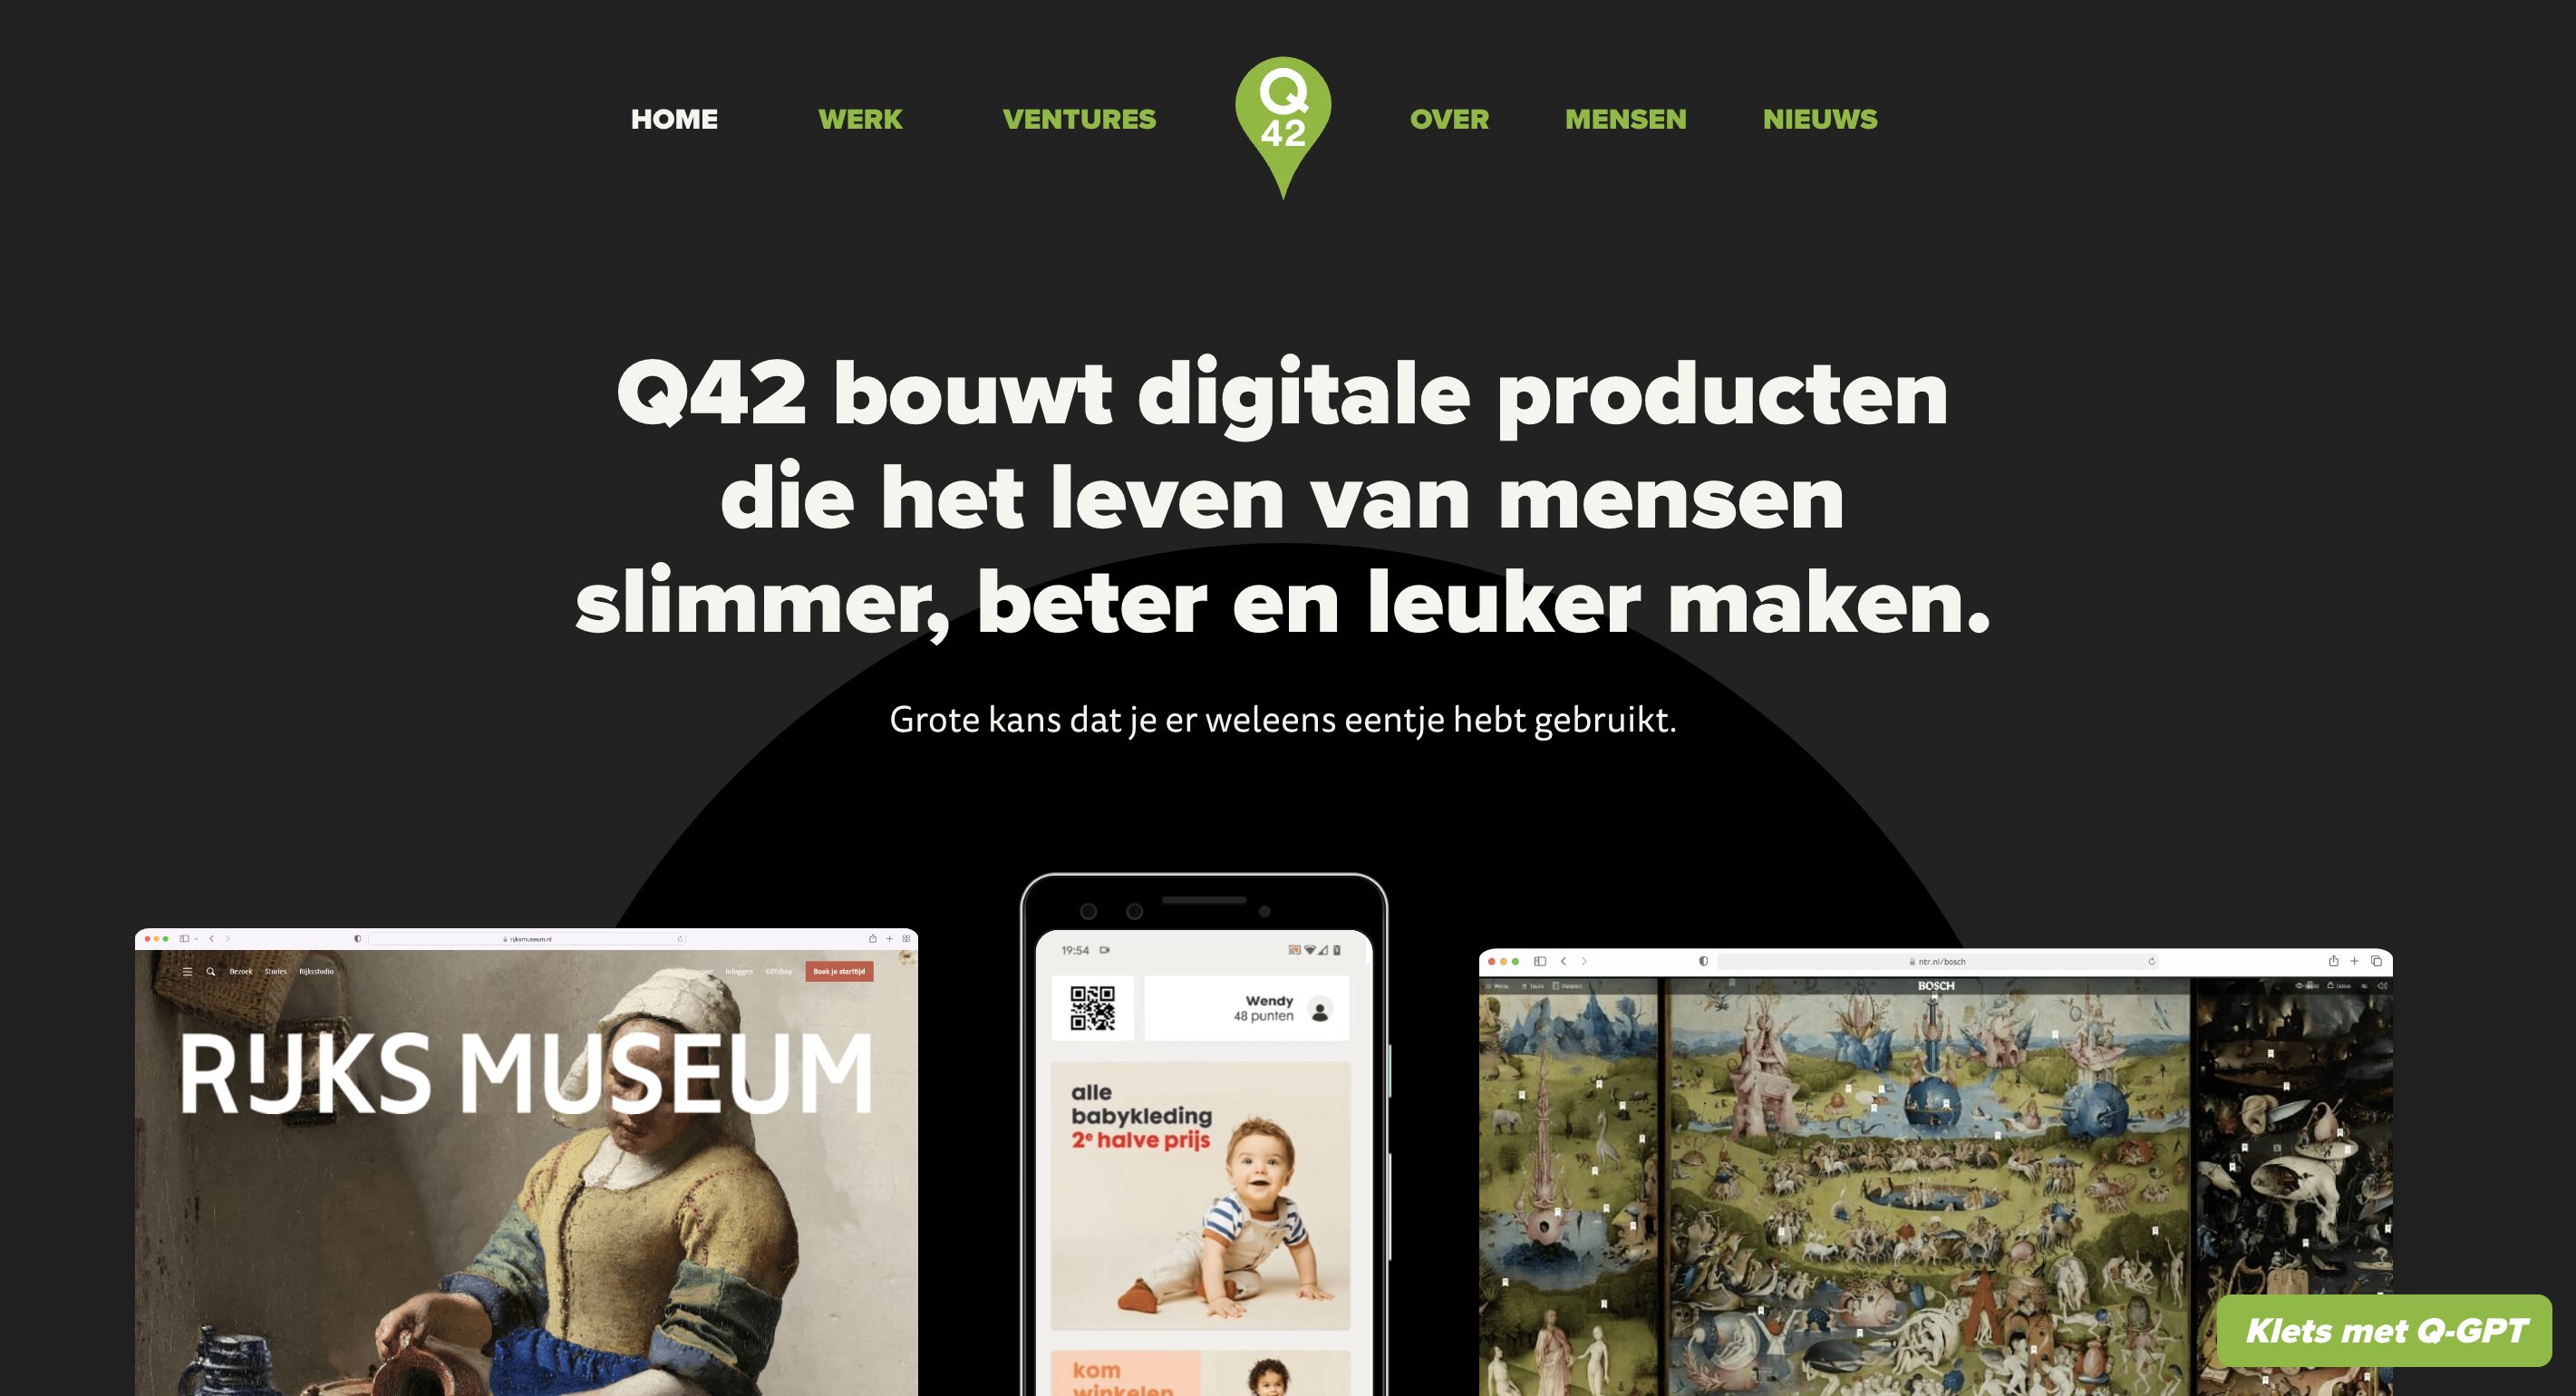 HOME WERK VENTURES Q 42 OVER MENSEN NIEUWS
Q42 bouwt digitale producten
die het leven van mensen
slimmer, beter en leuker maken.
Grote kans dat je er weleens eentje hebt gebruikt.
rijksmuseum.nl
Bezoek Stories Rijksstudio Inloggen Giftshop Boek je starttijd
RIJKS MUSEUM
19:54
Wendy
48 punten
alle
babykleding
2e halve prijs
kom
winkelen
ntr.nl/bosch
Menu Tours BOSCH NL
Klets met Q-GPT